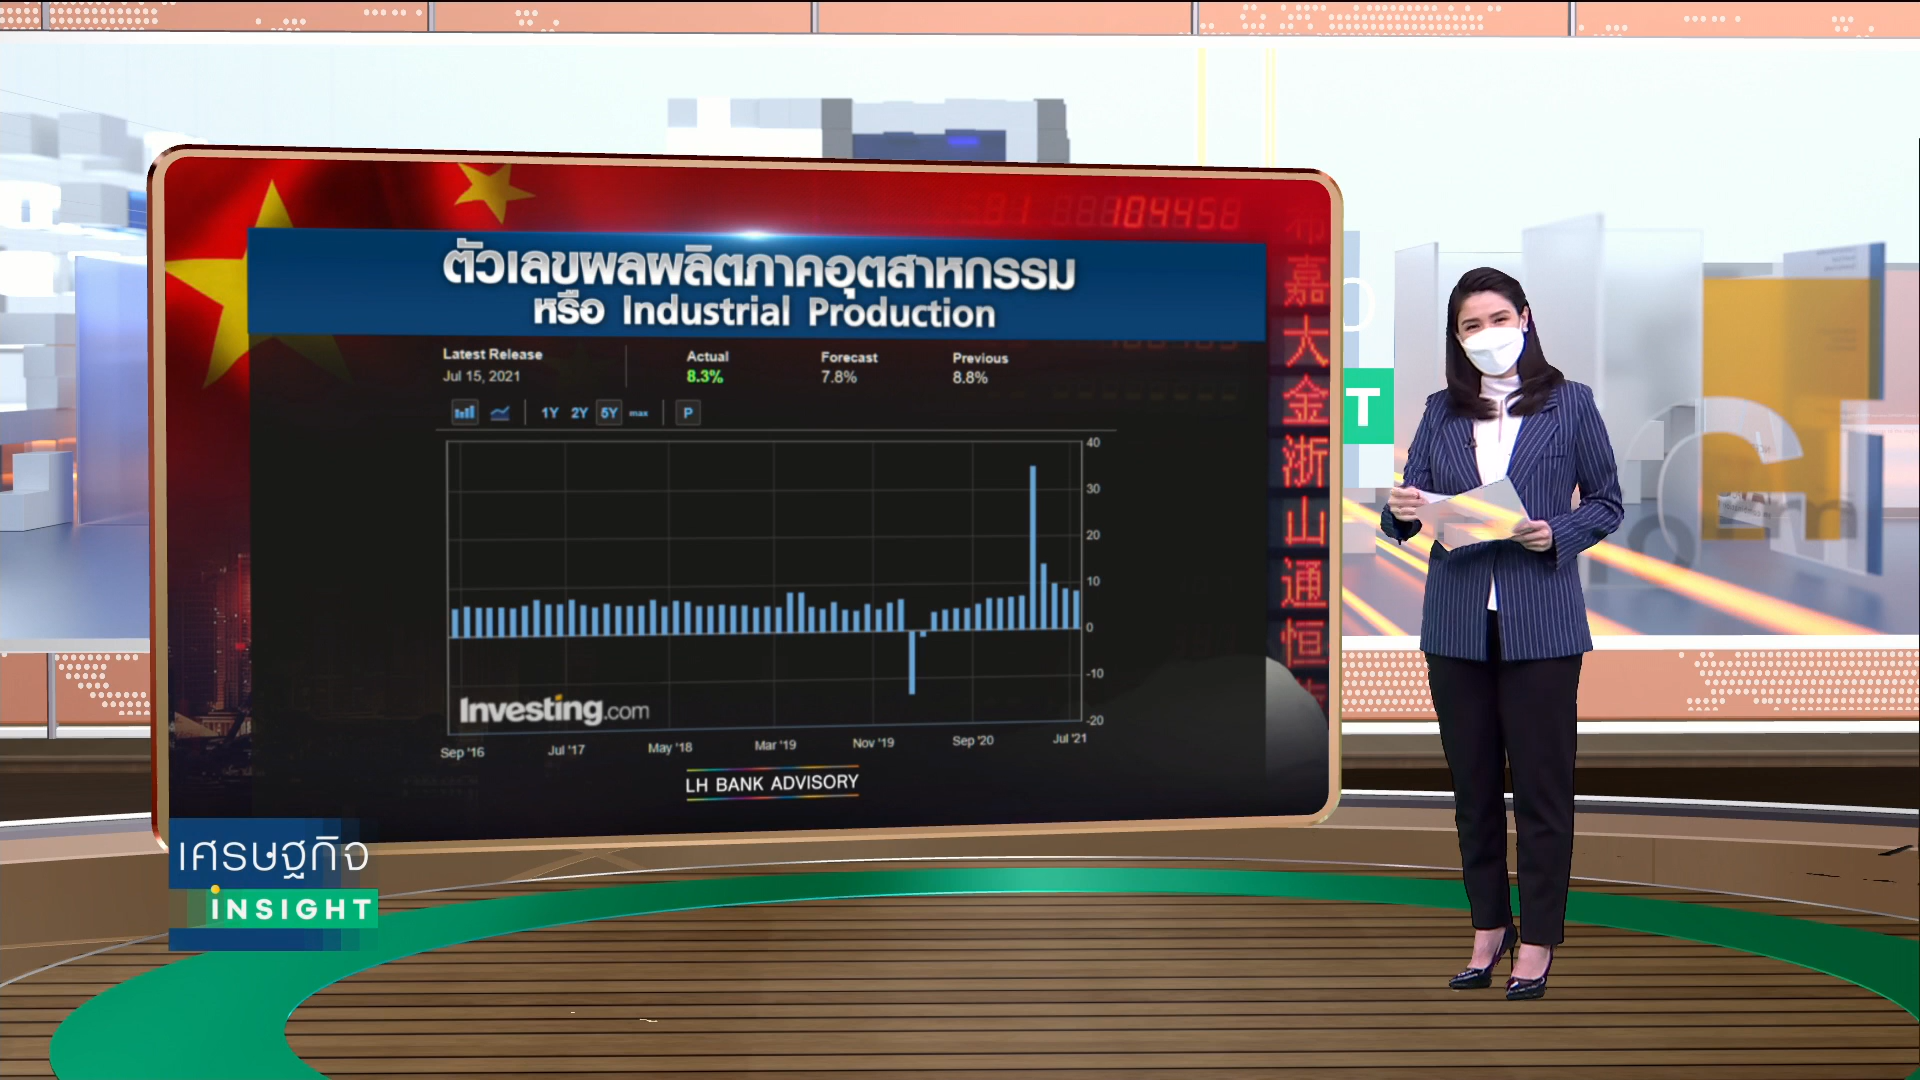 104458
ตัวเลขผลผลิตภาคอุตสาหกรรม
หรือ Industrial Production
Latest Release
Jul 15, 2021
Actual
8.3%
Forecast
7.8%
Previous
8.8%
1Y 2Y 5Y max P
40
30
20
10
0
-10
-20
Investing.com
Sep '16 Jul '17 May '18 Mar '19 Nov '19 Sep '20 Jul '21
LH BANK ADVISORY
嘉
大
金
浙
山
通
恒
T
เศรษฐกิจ
INSIGHT